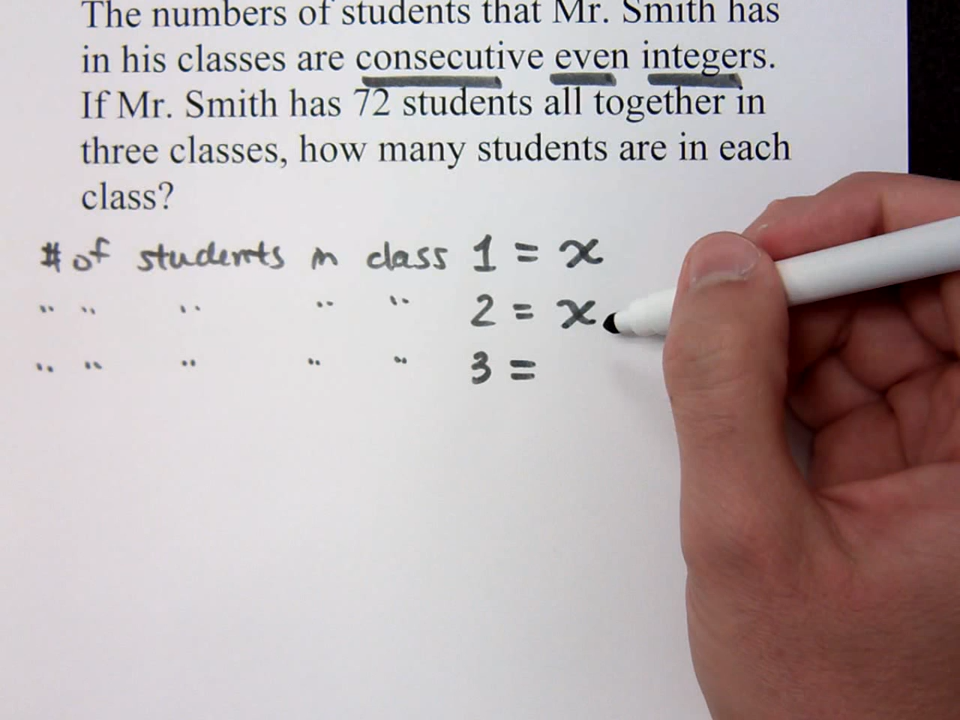 The numbers of students that Mr. Smith has
in his classes are consecutive even integers.
If Mr. Smith has 72 students all together in
three classes, how many students are in each
class?
# of students in class 1 = x
" " " " " 2 = x
" " " " " 3 =